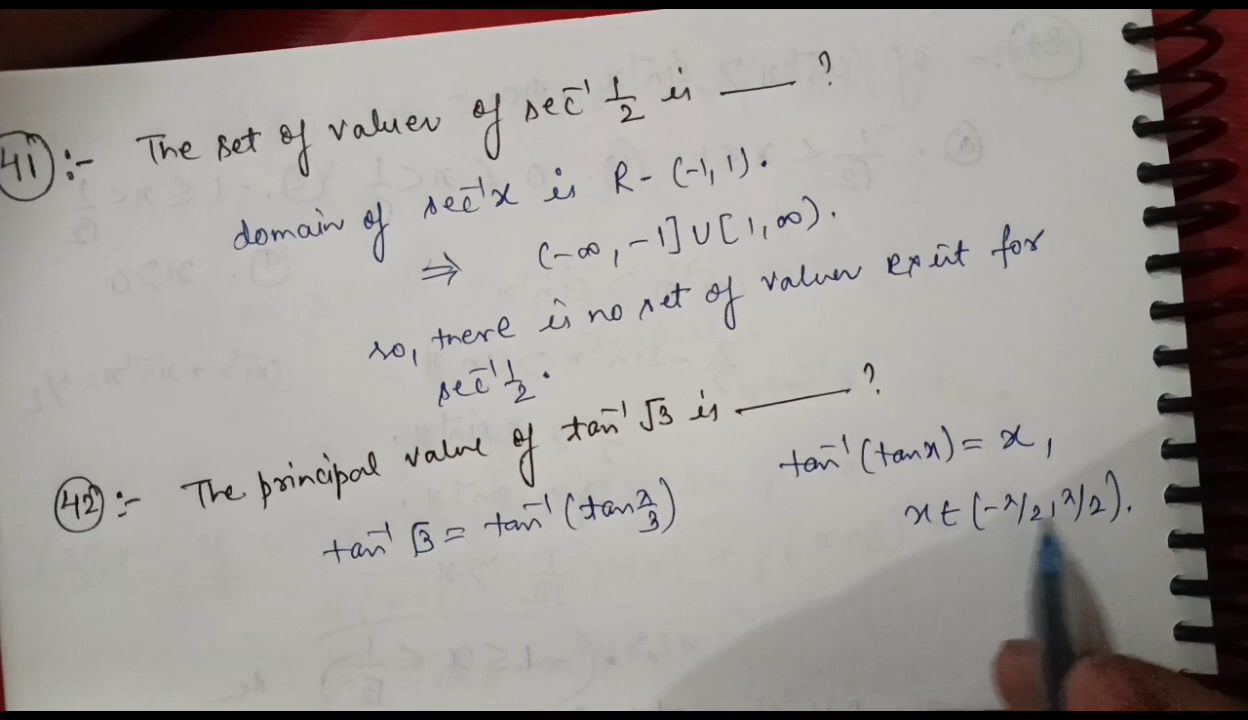 41 :- The set of values of sec⁻¹ 1/2 is —— ?
domain of sec⁻¹x is R - (-1, 1).
⇒ (-∞, -1] ∪ [1, ∞).
so, there is no set of values exist for
sec⁻¹ 1/2.
42 :- The principal value of tan⁻¹ √3 is ——— ?
tan⁻¹ √3 = tan⁻¹ (tan π/3)
tan⁻¹ (tan x) = x,
x ∈ (-π/2, π/2).